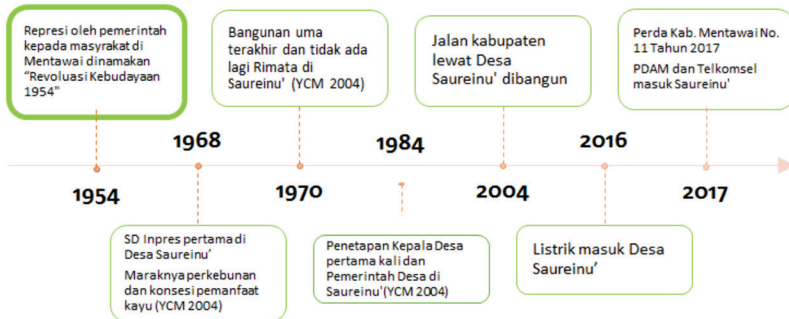 Represi oleh pemerintah
kepada masyrakat di
Mentawai dinamakan
“Revoluasi Kebudayaan
1954"
Bangunan uma
terakhir dan tidak ada
lagi Rimata di
Saureinu' (YCM 2004)
Jalan kabupaten
lewat Desa
Saureinu' dibangun
Perda Kab. Mentawai No.
11 Tahun 2017
PDAM dan Telkomsel
masuk Saureinu'
1968
1984
2016
1954
1970
2004
2017
SD Inpres pertama di
Desa Saureinu’
Maraknya perkebunan
dan konsesi pemanfaat
kayu (YCM 2004)
Penetapan Kepala Desa
pertama kali dan
Pemerintah Desa di
Saureinu'(YCM 2004)
Listrik masuk Desa
Saureinu’